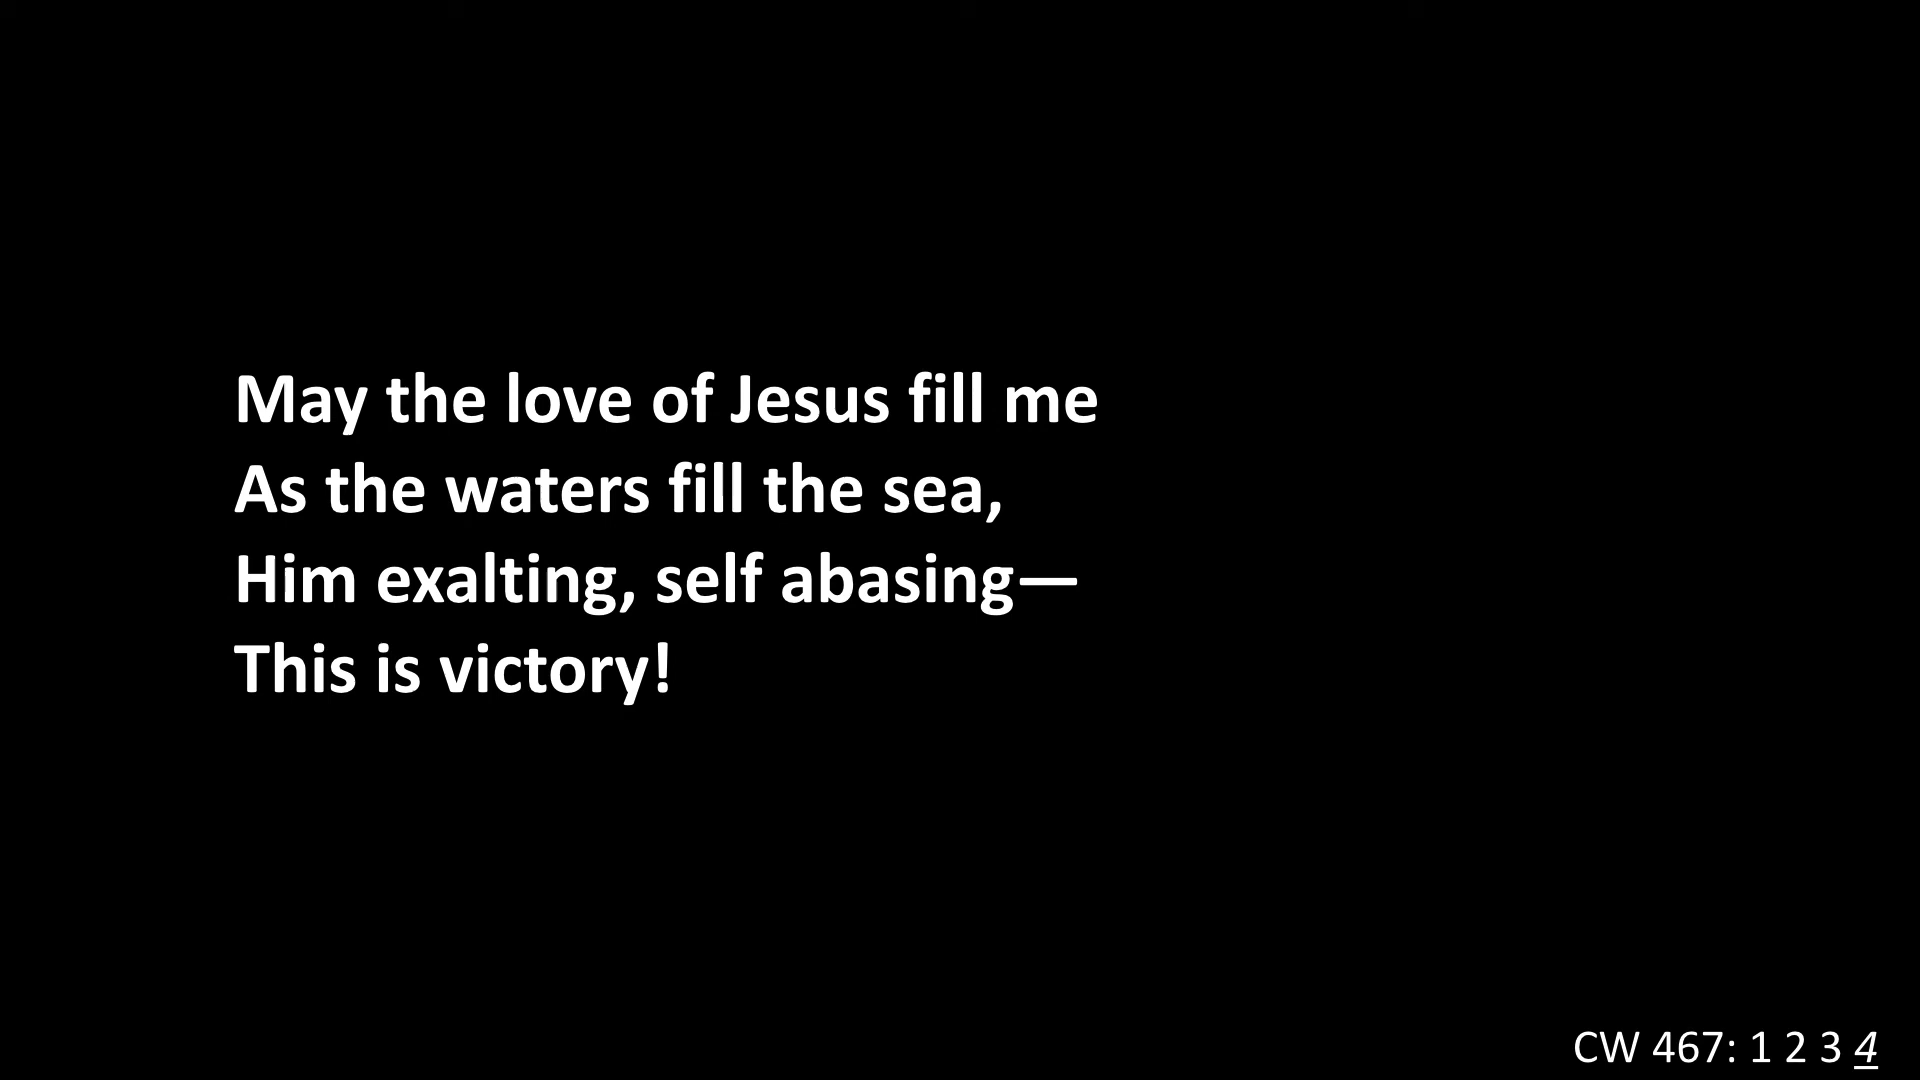 May the love of Jesus fill me
As the waters fill the sea,
Him exalting, self abasing—
This is victory!
CW 467: 1 2 3 4